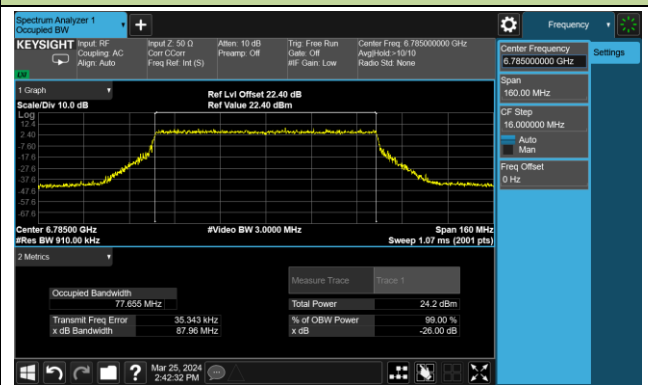 Spectrum Analyzer 1
Occupied BW
+
Frequency
KEYSIGHT
Input: RF
Coupling: AC
Align: Auto
Input Z: 50 Ω
Corr CCorr
Freq Ref: Int (S)
Atten: 10 dB
Preamp: Off
Trig: Free Run
Gate: Off
#IF Gain: Low
Center Freq: 6.785000000 GHz
Avg|Hold:>10/10
Radio Std: None
Center Frequency
6.785000000 GHz
Settings
Span
160.00 MHz
CF Step
16.000000 MHz
Auto
Man
Freq Offset
0 Hz
1 Graph
Scale/Div 10.0 dB
Ref Lvl Offset 22.40 dB
Ref Value 22.40 dBm
Log
12.4
2.40
-7.60
-17.6
-27.6
-37.6
-47.6
-57.6
-67.6
Center 6.78500 GHz
#Video BW 3.0000 MHz
Span 160 MHz
#Res BW 910.00 kHz
Sweep 1.07 ms (2001 pts)
2 Metrics
Measure Trace
Trace 1
Occupied Bandwidth
77.655 MHz
Total Power
24.2 dBm
Transmit Freq Error
35.343 kHz
% of OBW Power
99.00 %
x dB Bandwidth
87.96 MHz
x dB
-26.00 dB
?
Mar 25, 2024
2:42:32 PM